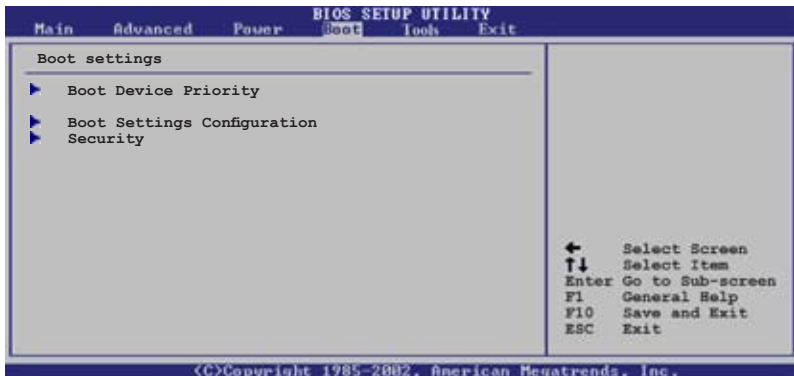 BIOS SETUP UTILITY
Main Advanced Power Boot Tools Exit
Boot settings
Boot Device Priority
Boot Settings Configuration
Security
← Select Screen
↑↓ Select Item
Enter Go to Sub-screen
F1 General Help
F10 Save and Exit
ESC Exit
(C)Copyright 1985-2002, American Megatrends, Inc.